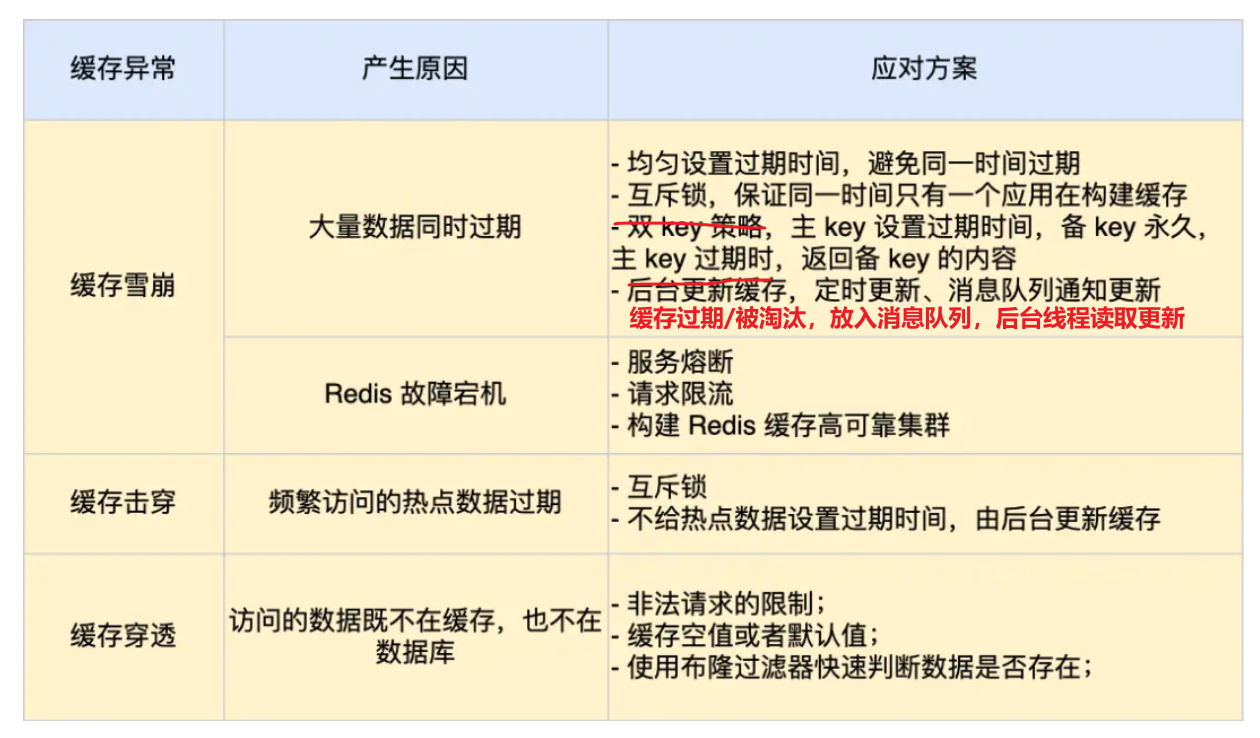 缓存异常
产生原因
应对方案
缓存雪崩
大量数据同时过期
- 均匀设置过期时间，避免同一时间过期
- 互斥锁，保证同一时间只有一个应用在构建缓存
- 双 key 策略，主 key 设置过期时间，备 key 永久，
主 key 过期时，返回备 key 的内容
- 后台更新缓存，定时更新、消息队列通知更新
缓存过期/被淘汰，放入消息队列，后台线程读取更新
Redis 故障宕机
- 服务熔断
- 请求限流
- 构建 Redis 缓存高可靠集群
缓存击穿
频繁访问的热点数据过期
- 互斥锁
- 不给热点数据设置过期时间，由后台更新缓存
缓存穿透
访问的数据既不在缓存，也不在
数据库
- 非法请求的限制；
- 缓存空值或者默认值；
- 使用布隆过滤器快速判断数据是否存在；